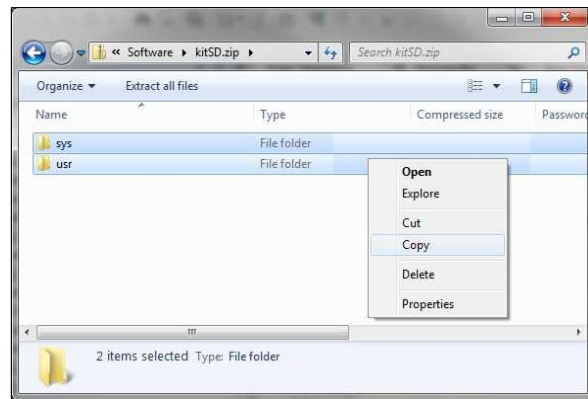 « Software ▸ kitSD.zip ▸
Search kitSD.zip
Organize ▾ Extract all files
Name Type Compressed size Password
sys File folder
usr File folder
Open
Explore
Cut
Copy
Delete
Properties
2 items selected Type: File folder